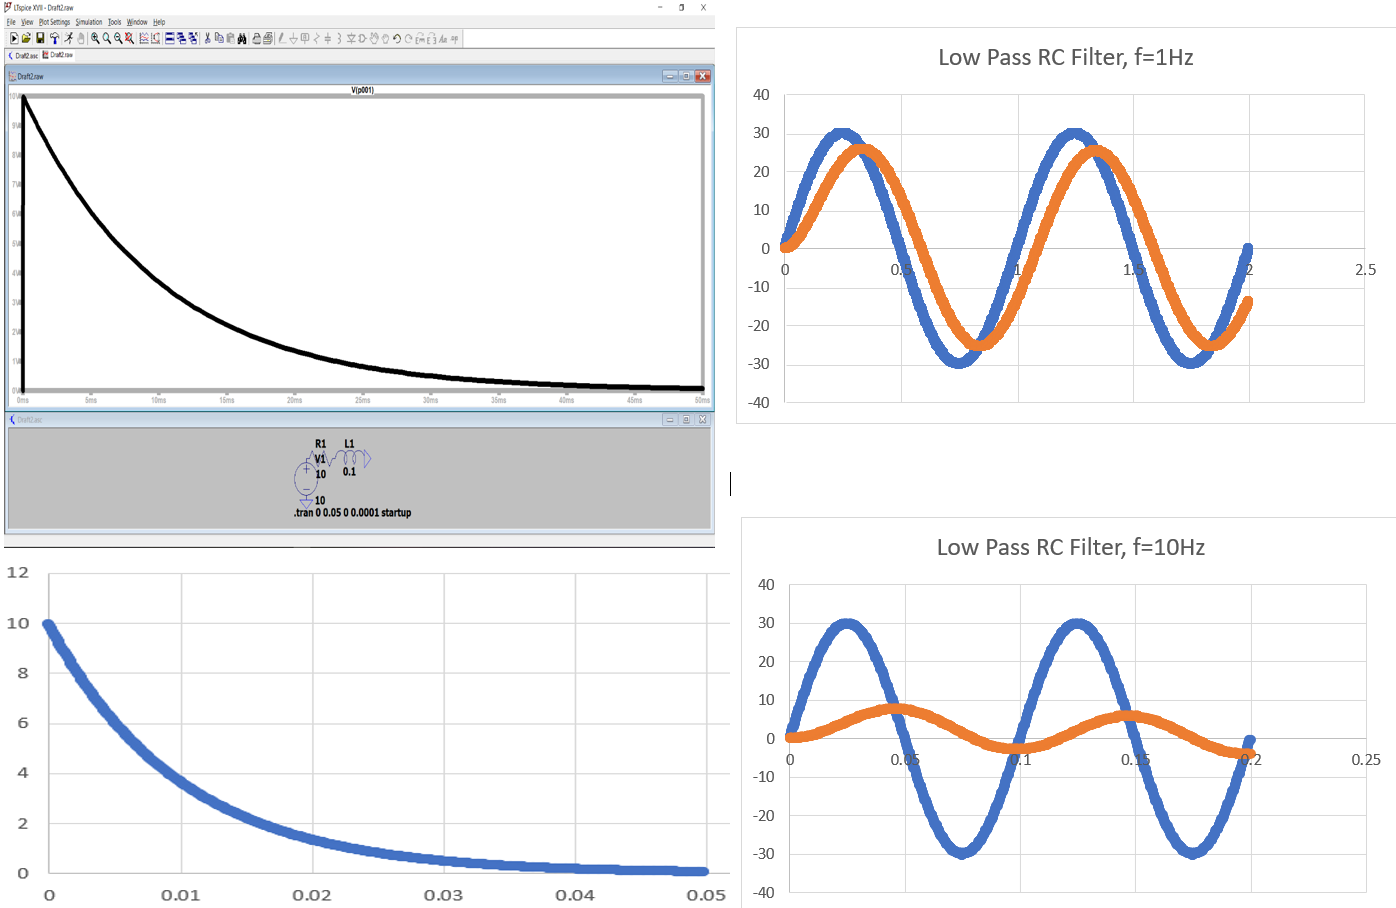 LTspice XVII - Draft2.raw
File View Plot Settings Simulation Tools Window Help
Draft2.asc Draft2.raw
Draft2.raw
V(p001)
10V
0V
0ms 5ms 10ms 15ms 20ms 25ms 30ms 35ms 40ms 45ms 50ms
Draft2.asc
R1 L1
V1
10 0.1
10
.tran 0 0.05 0 0.0001 startup
12
10
8
6
4
2
0
0 0.01 0.02 0.03 0.04 0.05
Low Pass RC Filter, f=1Hz
40
30
20
10
0
-10
-20
-30
-40
0 0.5 1 1.5 2 2.5
Low Pass RC Filter, f=10Hz
40
30
20
10
0
-10
-20
-30
-40
0 0.05 0.1 0.15 0.2 0.25